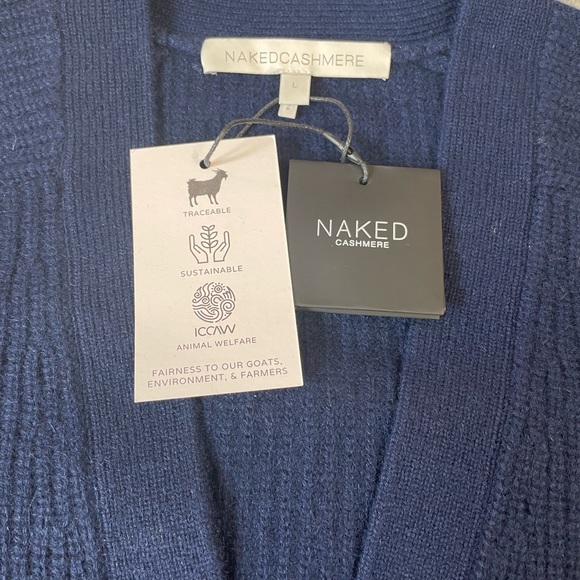 NAKEDCASHMERE
L
TRACEABLE
SUSTAINABLE
ICCAW
ANIMAL WELFARE
FAIRNESS TO OUR GOATS,
ENVIRONMENT, & FARMERS
NAKED
CASHMERE